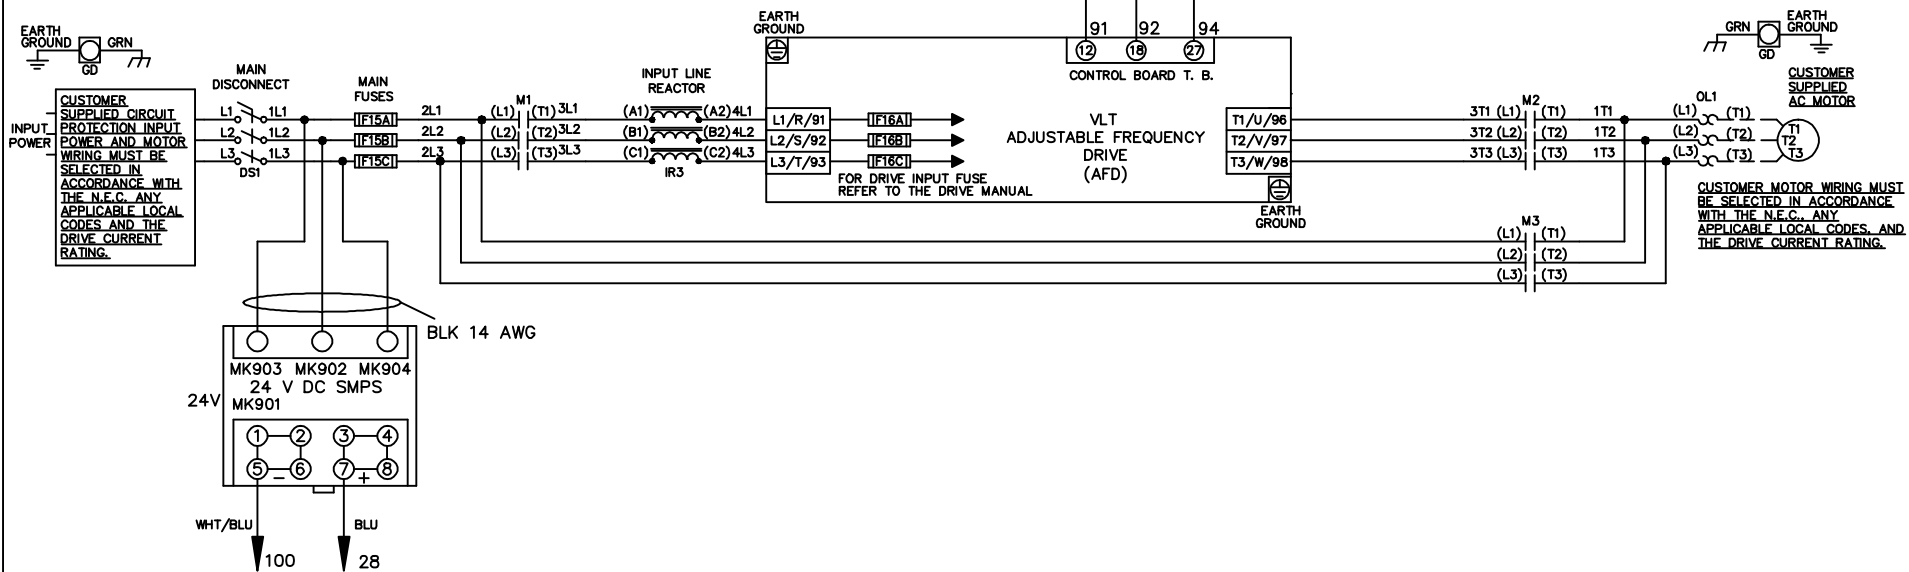 EARTH
GROUND
GRN
GD
INPUT
POWER
CUSTOMER
SUPPLIED CIRCUIT
PROTECTION INPUT
POWER AND MOTOR
WIRING MUST BE
SELECTED IN
ACCORDANCE WITH
THE N.E.C. ANY
APPLICABLE LOCAL
CODES AND THE
DRIVE CURRENT
RATING.
MAIN
DISCONNECT
L1 1L1
L2 1L2
L3 1L3
DS1
MAIN
FUSES
F15A
F15B
F15C
2L1
2L2
2L3
M1
(L1) (T1) 3L1
(L2) (T2) 3L2
(L3) (T3) 3L3
INPUT LINE
REACTOR
(A1) (A2) 4L1
(B1) (B2) 4L2
(C1) (C2) 4L3
IR3
EARTH
GROUND
91 92 94
12 18 27
CONTROL BOARD T. B.
L1/R/91
L2/S/92
L3/T/93
F16A
F16B
F16C
FOR DRIVE INPUT FUSE
REFER TO THE DRIVE MANUAL
VLT
ADJUSTABLE FREQUENCY
DRIVE
(AFD)
T1/U/96
T2/V/97
T3/W/98
EARTH
GROUND
M2
3T1 (L1) (T1) 1T1
3T2 (L2) (T2) 1T2
3T3 (L3) (T3) 1T3
M3
(L1) (T1)
(L2) (T2)
(L3) (T3)
OL1
(L1) (T1)
(L2) (T2)
(L3) (T3)
T1
T2
T3
GRN
GD
EARTH
GROUND
CUSTOMER
SUPPLIED
AC MOTOR
CUSTOMER MOTOR WIRING MUST
BE SELECTED IN ACCORDANCE
WITH THE N.E.C., ANY
APPLICABLE LOCAL CODES, AND
THE DRIVE CURRENT RATING.
BLK 14 AWG
MK903 MK902 MK904
24 V DC SMPS
24V
MK901
1 2 3 4
5 - 6 7 + 8
WHT/BLU
BLU
100
28